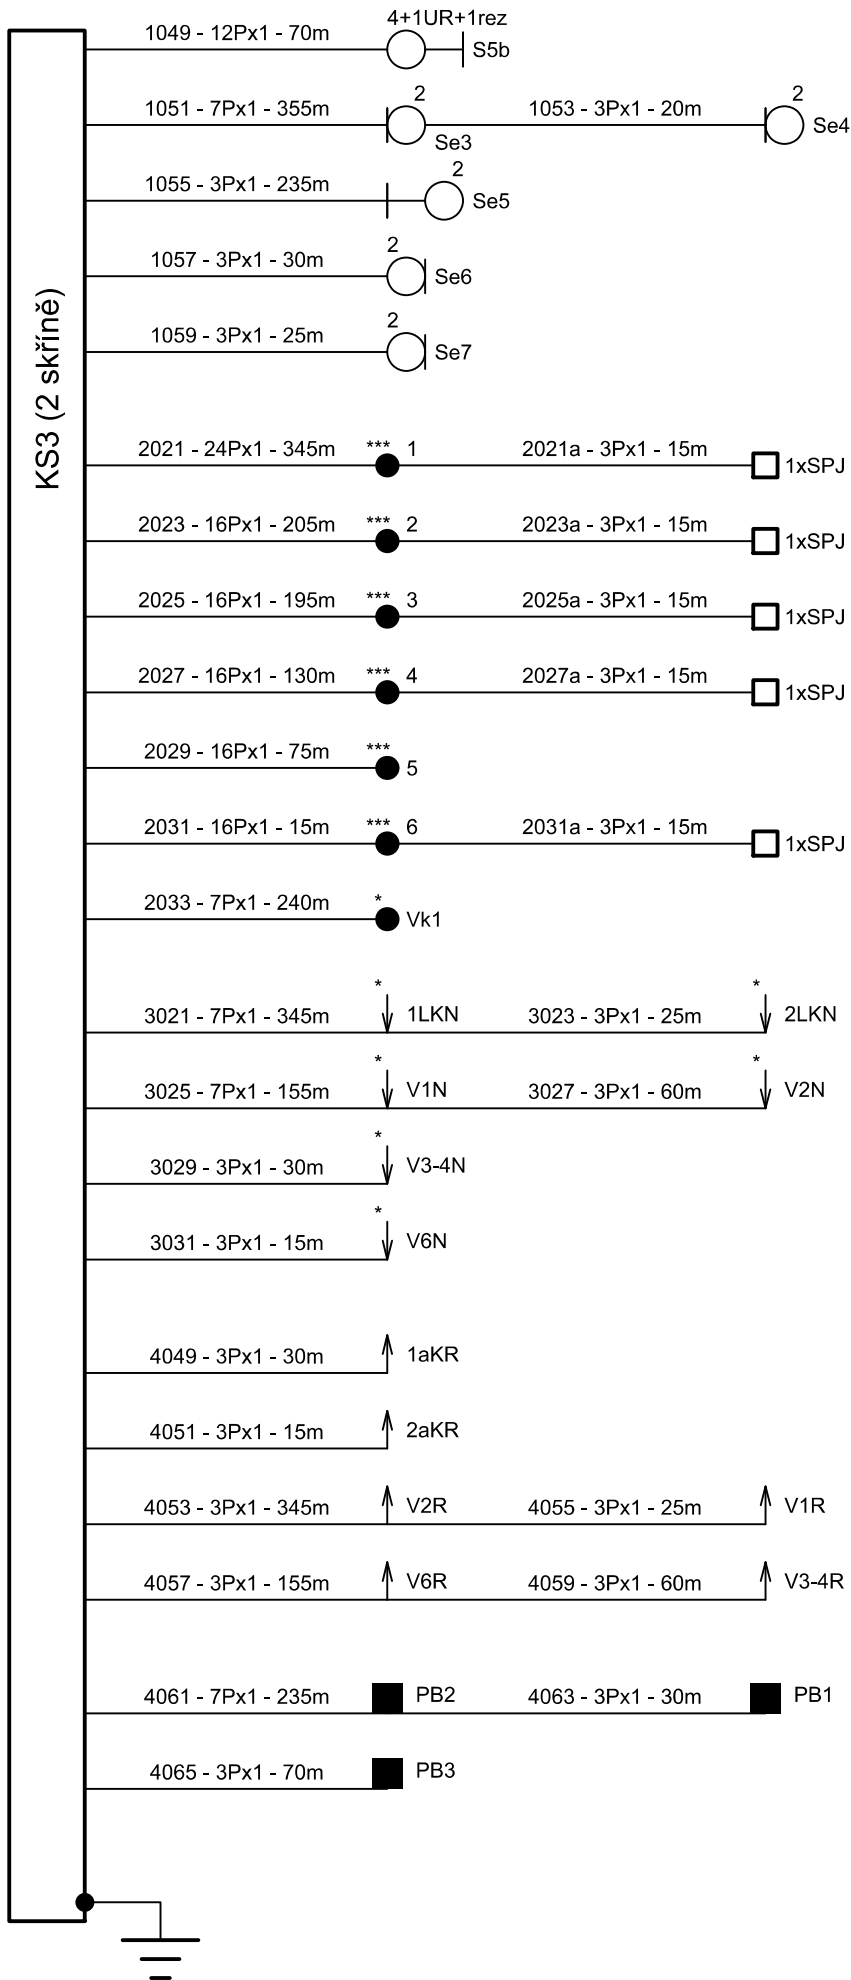 4+1UR+1rez
1049 - 12Px1 - 70m
S5b
1051 - 7Px1 - 355m
2
Se3
1053 - 3Px1 - 20m
2
Se4
1055 - 3Px1 - 235m
2
Se5
1057 - 3Px1 - 30m
2
Se6
1059 - 3Px1 - 25m
2
Se7
KS3 (2 skříně)
2021 - 24Px1 - 345m
*** 1
2021a - 3Px1 - 15m
1xSPJ
2023 - 16Px1 - 205m
*** 2
2023a - 3Px1 - 15m
1xSPJ
2025 - 16Px1 - 195m
*** 3
2025a - 3Px1 - 15m
1xSPJ
2027 - 16Px1 - 130m
*** 4
2027a - 3Px1 - 15m
1xSPJ
2029 - 16Px1 - 75m
***
5
2031 - 16Px1 - 15m
*** 6
2031a - 3Px1 - 15m
1xSPJ
2033 - 7Px1 - 240m
*
Vk1
3021 - 7Px1 - 345m
*
1LKN
3023 - 3Px1 - 25m
*
2LKN
3025 - 7Px1 - 155m
*
V1N
3027 - 3Px1 - 60m
*
V2N
3029 - 3Px1 - 30m
*
V3-4N
3031 - 3Px1 - 15m
*
V6N
4049 - 3Px1 - 30m
1aKR
4051 - 3Px1 - 15m
2aKR
4053 - 3Px1 - 345m
V2R
4055 - 3Px1 - 25m
V1R
4057 - 3Px1 - 155m
V6R
4059 - 3Px1 - 60m
V3-4R
4061 - 7Px1 - 235m
PB2
4063 - 3Px1 - 30m
PB1
4065 - 3Px1 - 70m
PB3